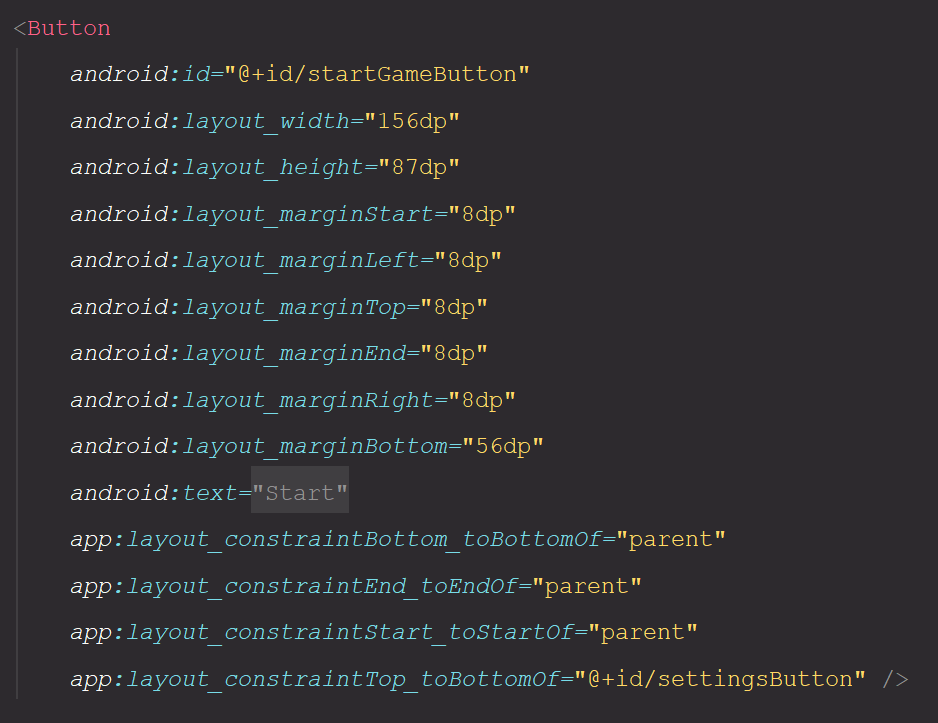 <Button
android:id="@+id/startGameButton"
android:layout_width="156dp"
android:layout_height="87dp"
android:layout_marginStart="8dp"
android:layout_marginLeft="8dp"
android:layout_marginTop="8dp"
android:layout_marginEnd="8dp"
android:layout_marginRight="8dp"
android:layout_marginBottom="56dp"
android:text="Start"
app:layout_constraintBottom_toBottomOf="parent"
app:layout_constraintEnd_toEndOf="parent"
app:layout_constraintStart_toStartOf="parent"
app:layout_constraintTop_toBottomOf="@+id/settingsButton" />